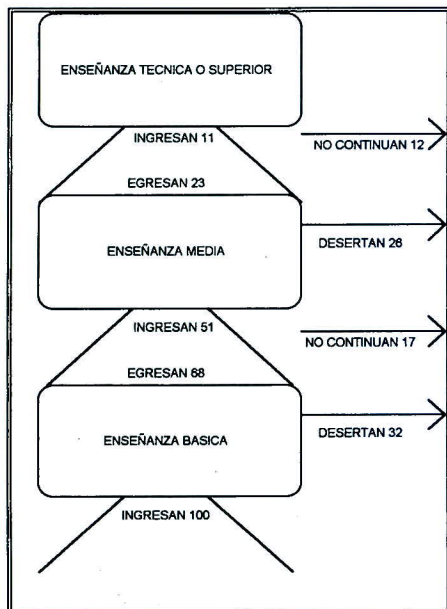 ENSEÑANZA TECNICA O SUPERIOR
INGRESAN 11
NO CONTINUAN 12
EGRESAN 23
DESERTAN 26
ENSEÑANZA MEDIA
INGRESAN 51
NO CONTINUAN 17
EGRESAN 68
DESERTAN 32
ENSEÑANZA BASICA
INGRESAN 100